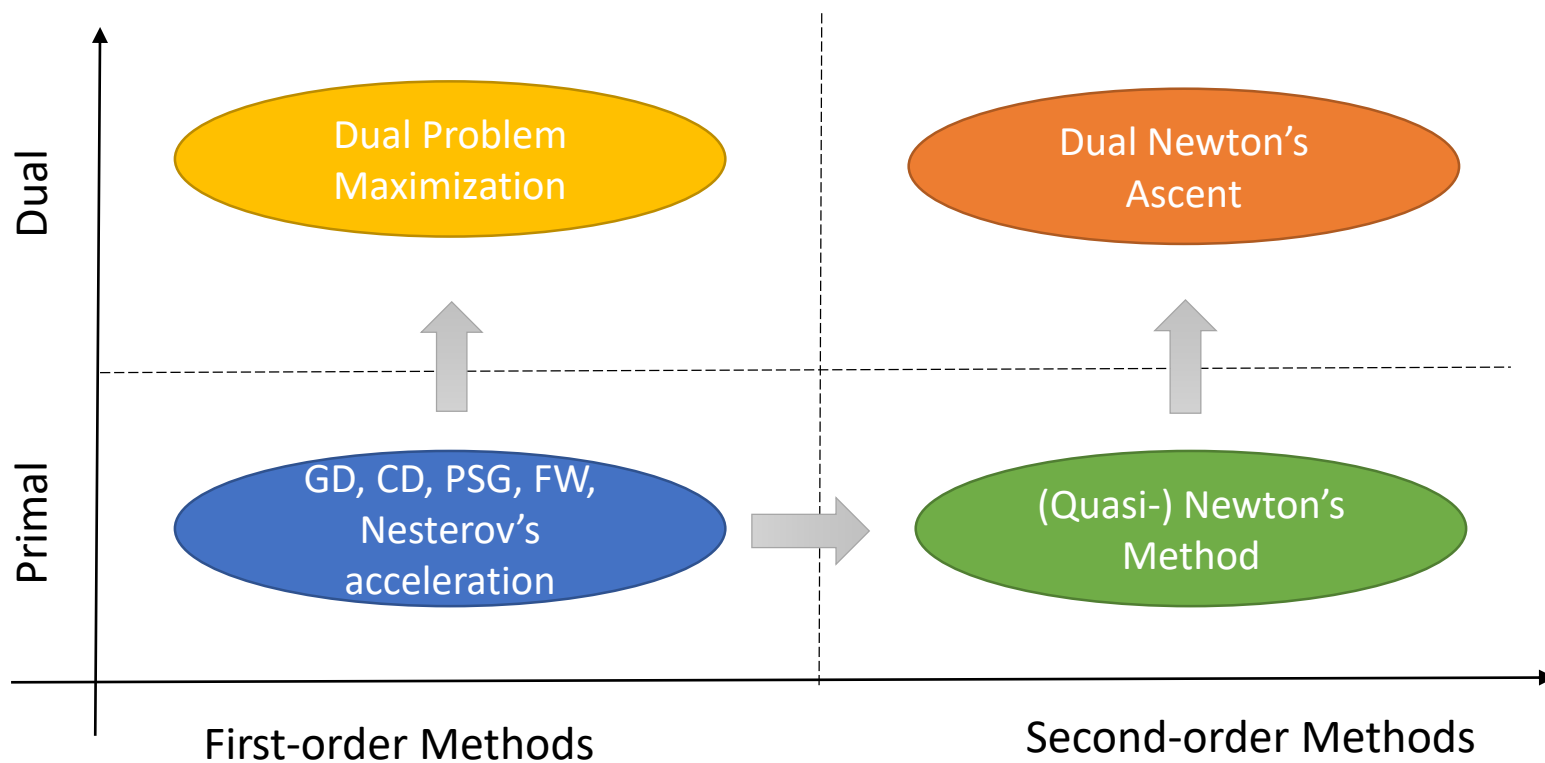 Dual
Dual Problem
Maximization
Dual Newton’s
Ascent
Primal
GD, CD, PSG, FW,
Nesterov’s
acceleration
(Quasi-) Newton’s
Method
First-order Methods
Second-order Methods